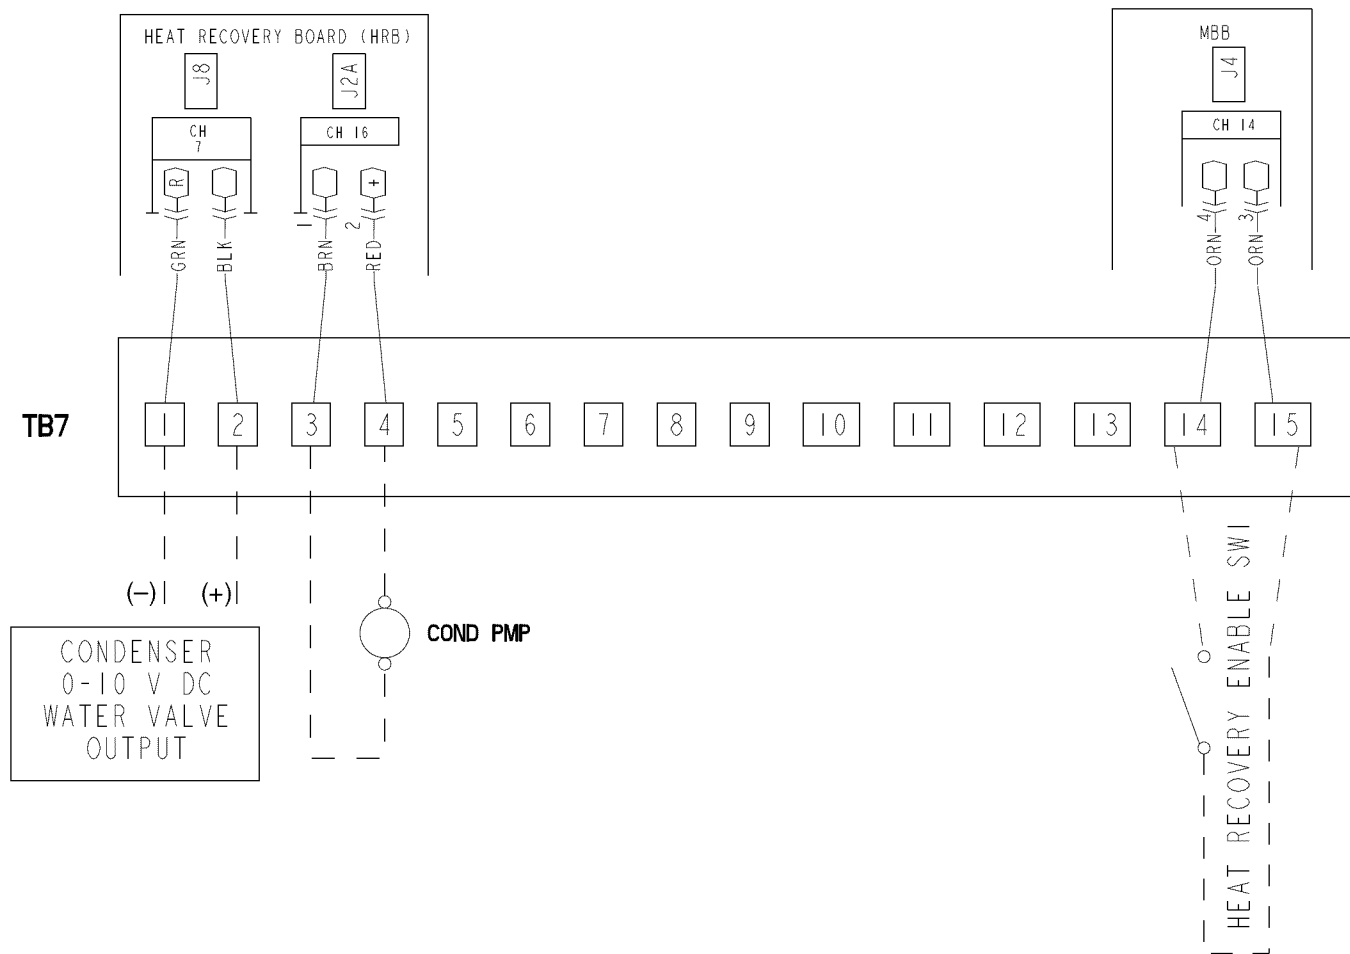 HEAT RECOVERY BOARD (HRB)
J8
J2A
CH
7
CH 16
R
+
1
2
GRN
BLK
BRN
RED
MBB
J4
CH 14
4
3
ORN
ORN
TB7
1 2 3 4 5 6 7 8 9 10 11 12 13 14 15
(-) (+)
CONDENSER
0-10 V DC
WATER VALVE
OUTPUT
COND PMP
HEAT RECOVERY ENABLE SWI